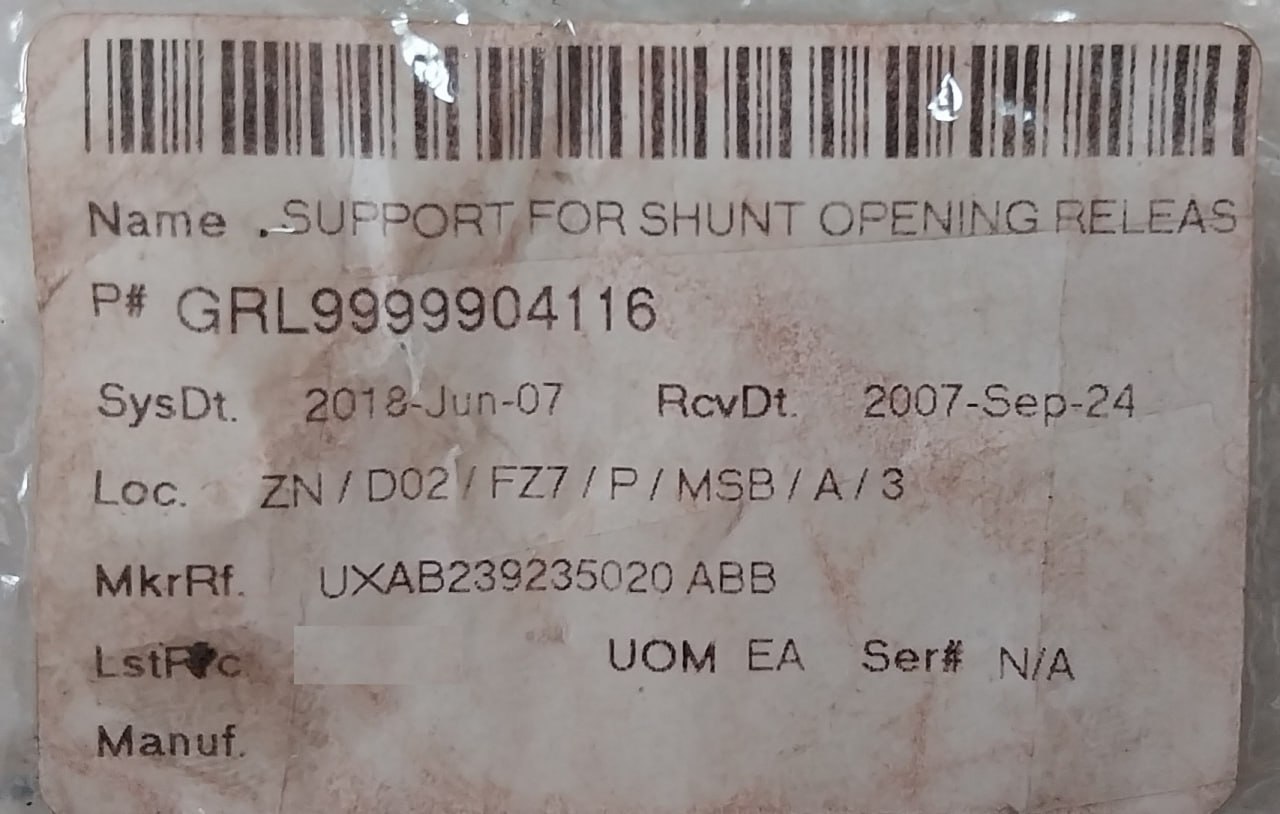 Name .SUPPORT FOR SHUNT OPENING RELEAS
P# GRL9999904116
SysDt. 2018-Jun-07 RcvDt. 2007-Sep-24
Loc. ZN / D02 / FZ7 / P / MSB / A / 3
MkrRf. UXAB239235020 ABB
UOM EA Ser# N/A
Manuf.